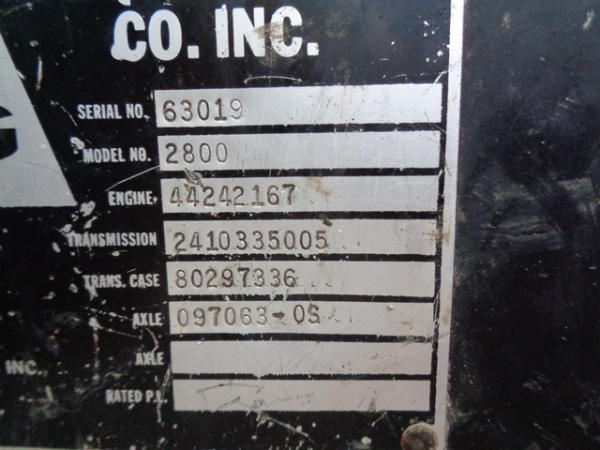 CO. INC.
SERIAL NO. 63019
MODEL NO. 2800
ENGINE 44242167
TRANSMISSION 2410335005
TRANS. CASE 80297336
AXLE 097063-0S
AXLE
INC.
RATED P.L.
G